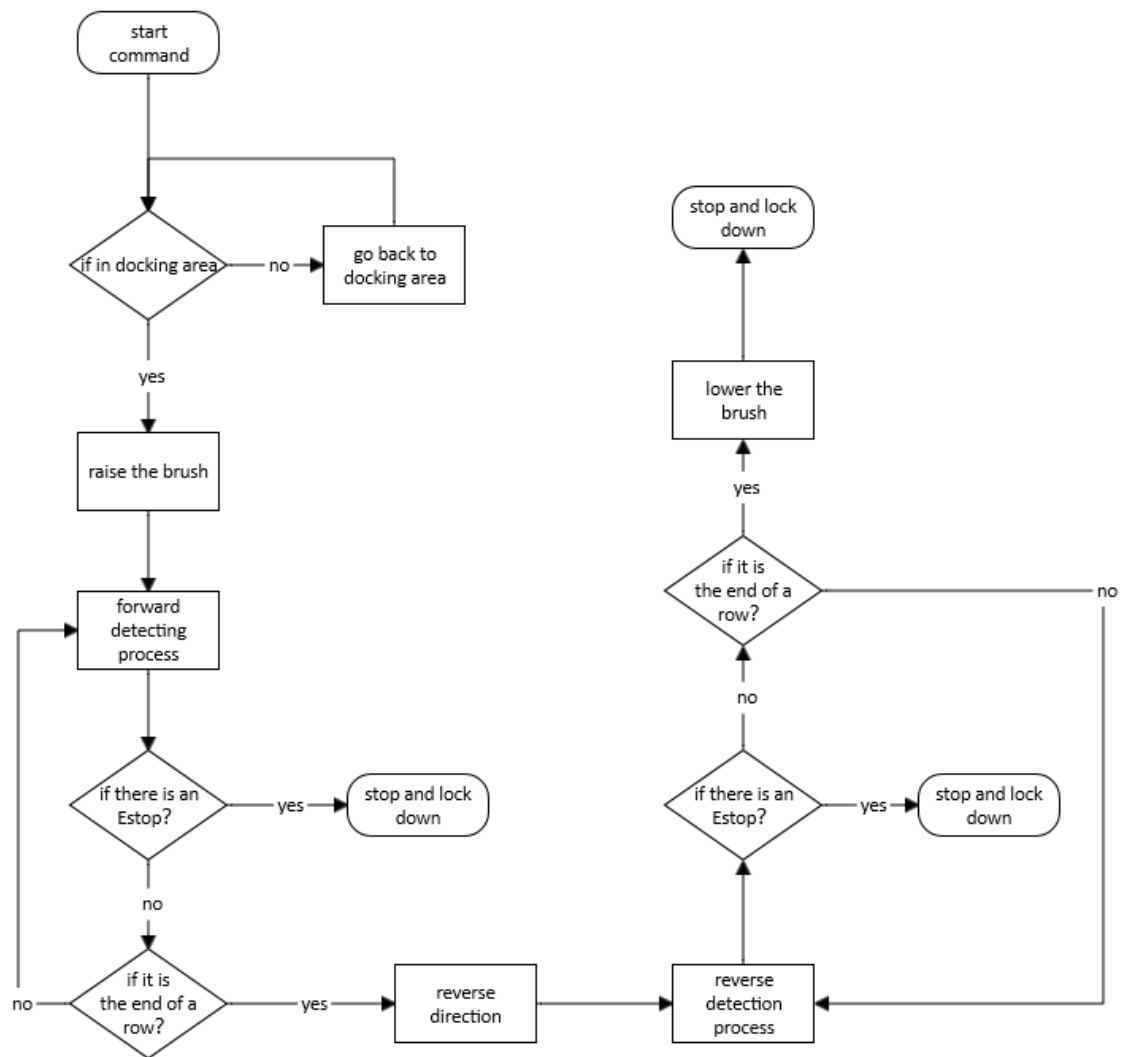 start
command
if in docking area
no
go back to
docking area
yes
raise the brush
forward
detecting
process
if there is an
Estop?
yes
stop and lock
down
no
if it is
the end of a
row?
no
yes
reverse
direction
reverse
detection
process
if there is an
Estop?
yes
stop and lock
down
no
if it is
the end of a
row?
no
yes
lower the
brush
stop and lock
down